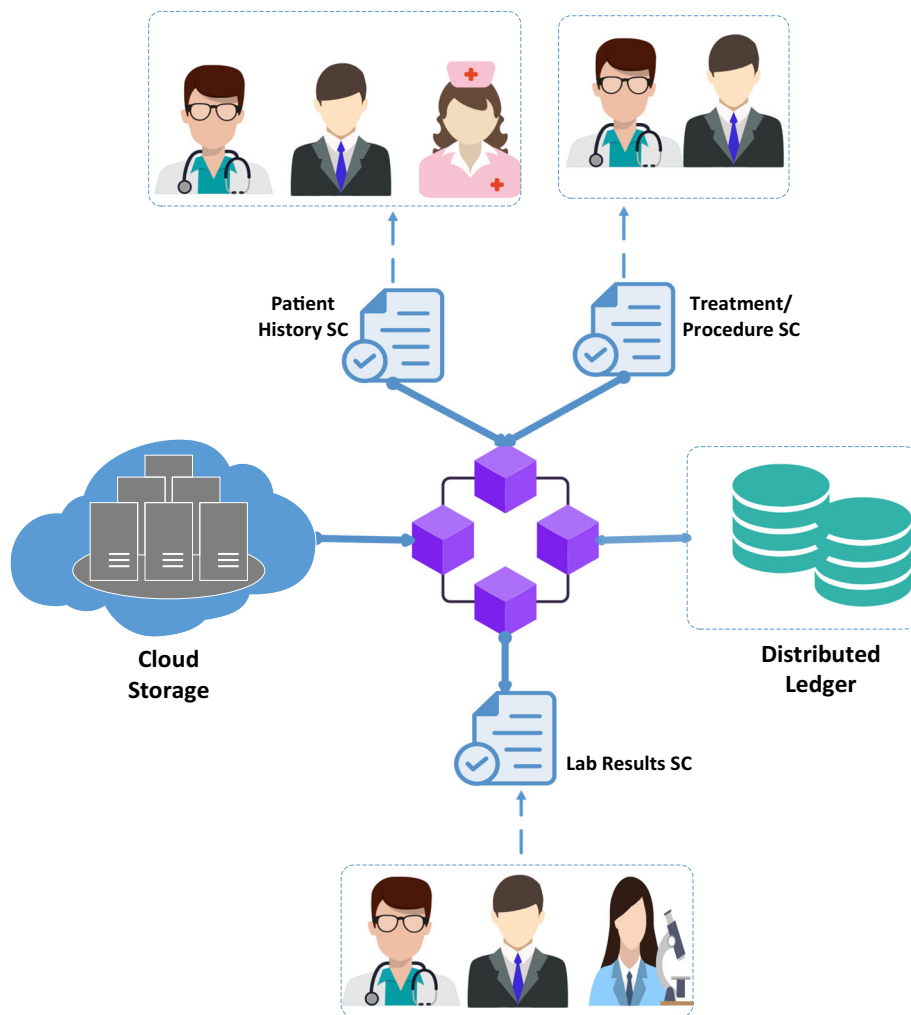 Patient
History SC
Treatment/
Procedure SC
Cloud
Storage
Distributed
Ledger
Lab Results SC